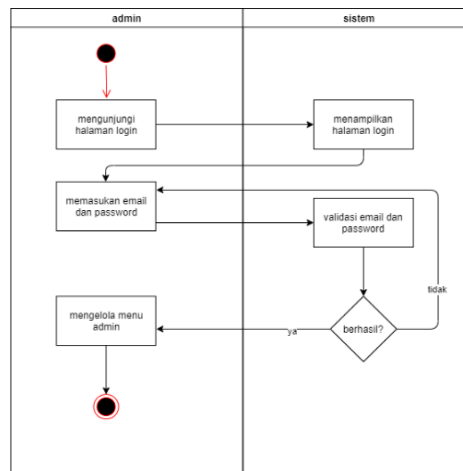 admin
sistem
mengunjungi
halaman login
menampilkan
halaman login
memasukan email
dan password
validasi email dan
password
tidak
mengelola menu
admin
ya
berhasil?